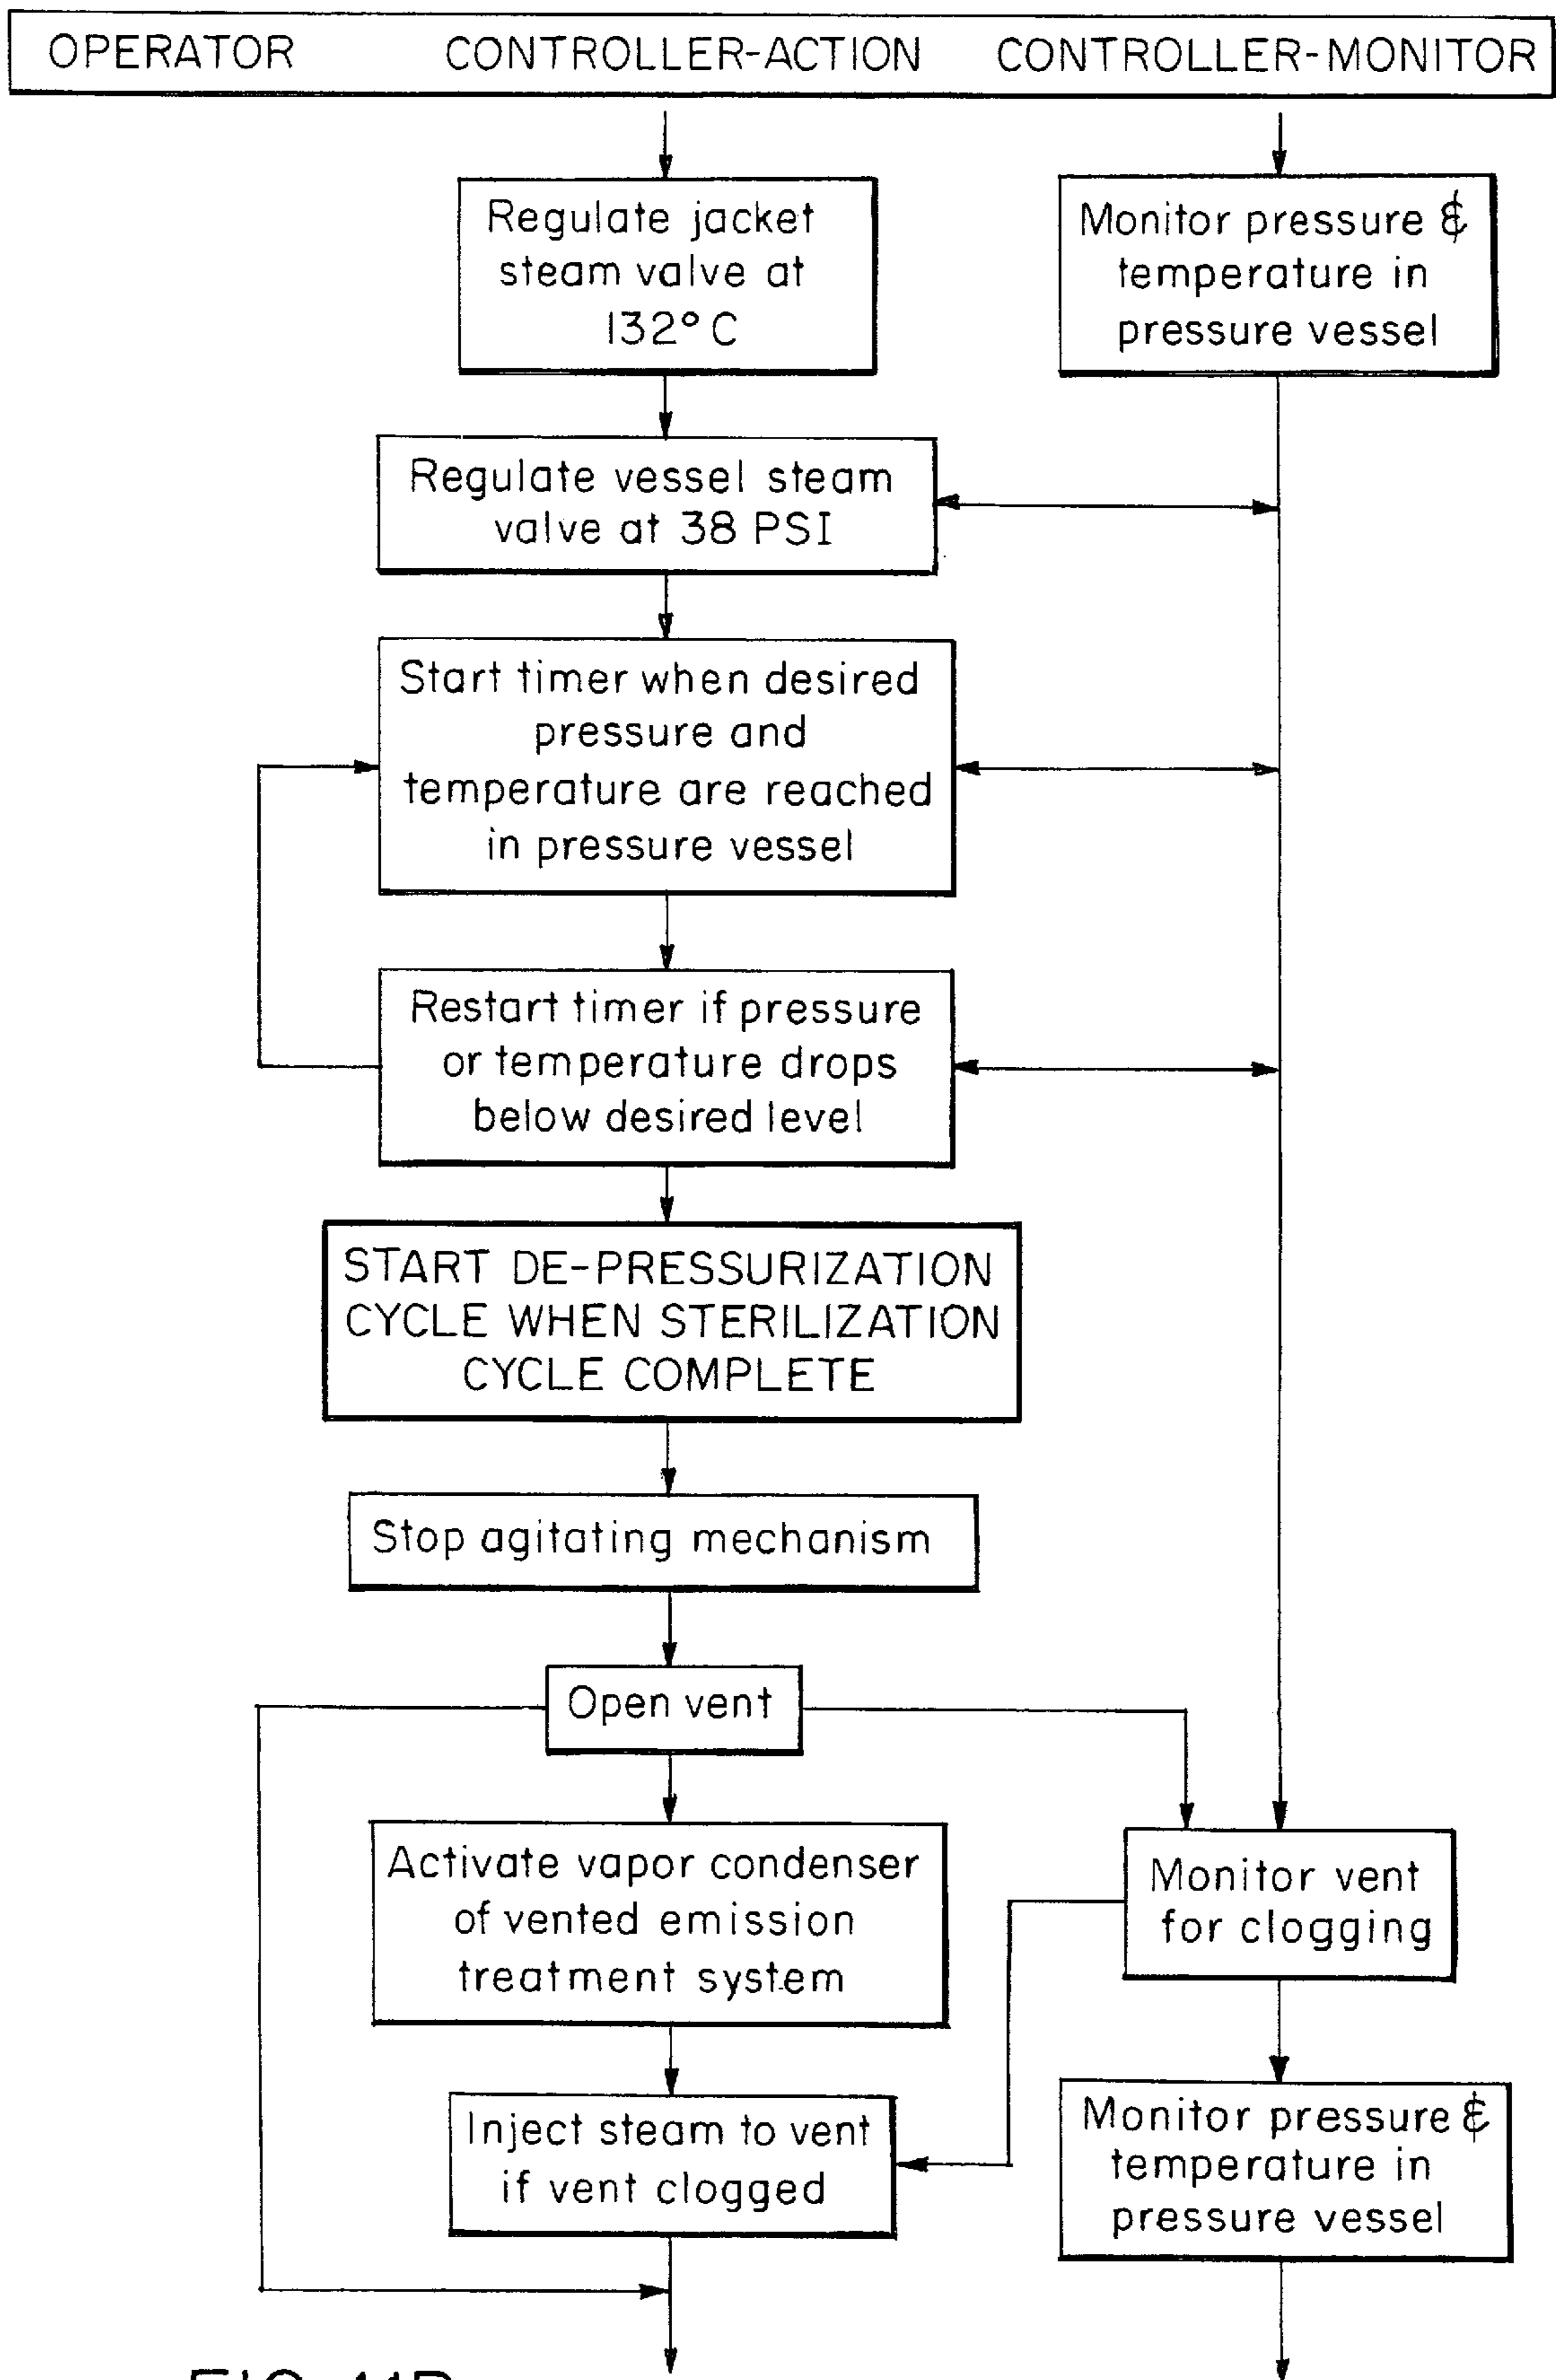 OPERATOR CONTROLLER-ACTION CONTROLLER-MONITOR
Regulate jacket
steam valve at
132° C
Monitor pressure &
temperature in
pressure vessel
Regulate vessel steam
valve at 38 PSI
Start timer when desired
pressure and
temperature are reached
in pressure vessel
Restart timer if pressure
or temperature drops
below desired level
START DE-PRESSURIZATION
CYCLE WHEN STERILIZATION
CYCLE COMPLETE
Stop agitating mechanism
Open vent
Activate vapor condenser
of vented emission
treatment system
Monitor vent
for clogging
Inject steam to vent
if vent clogged
Monitor pressure &
temperature in
pressure vessel